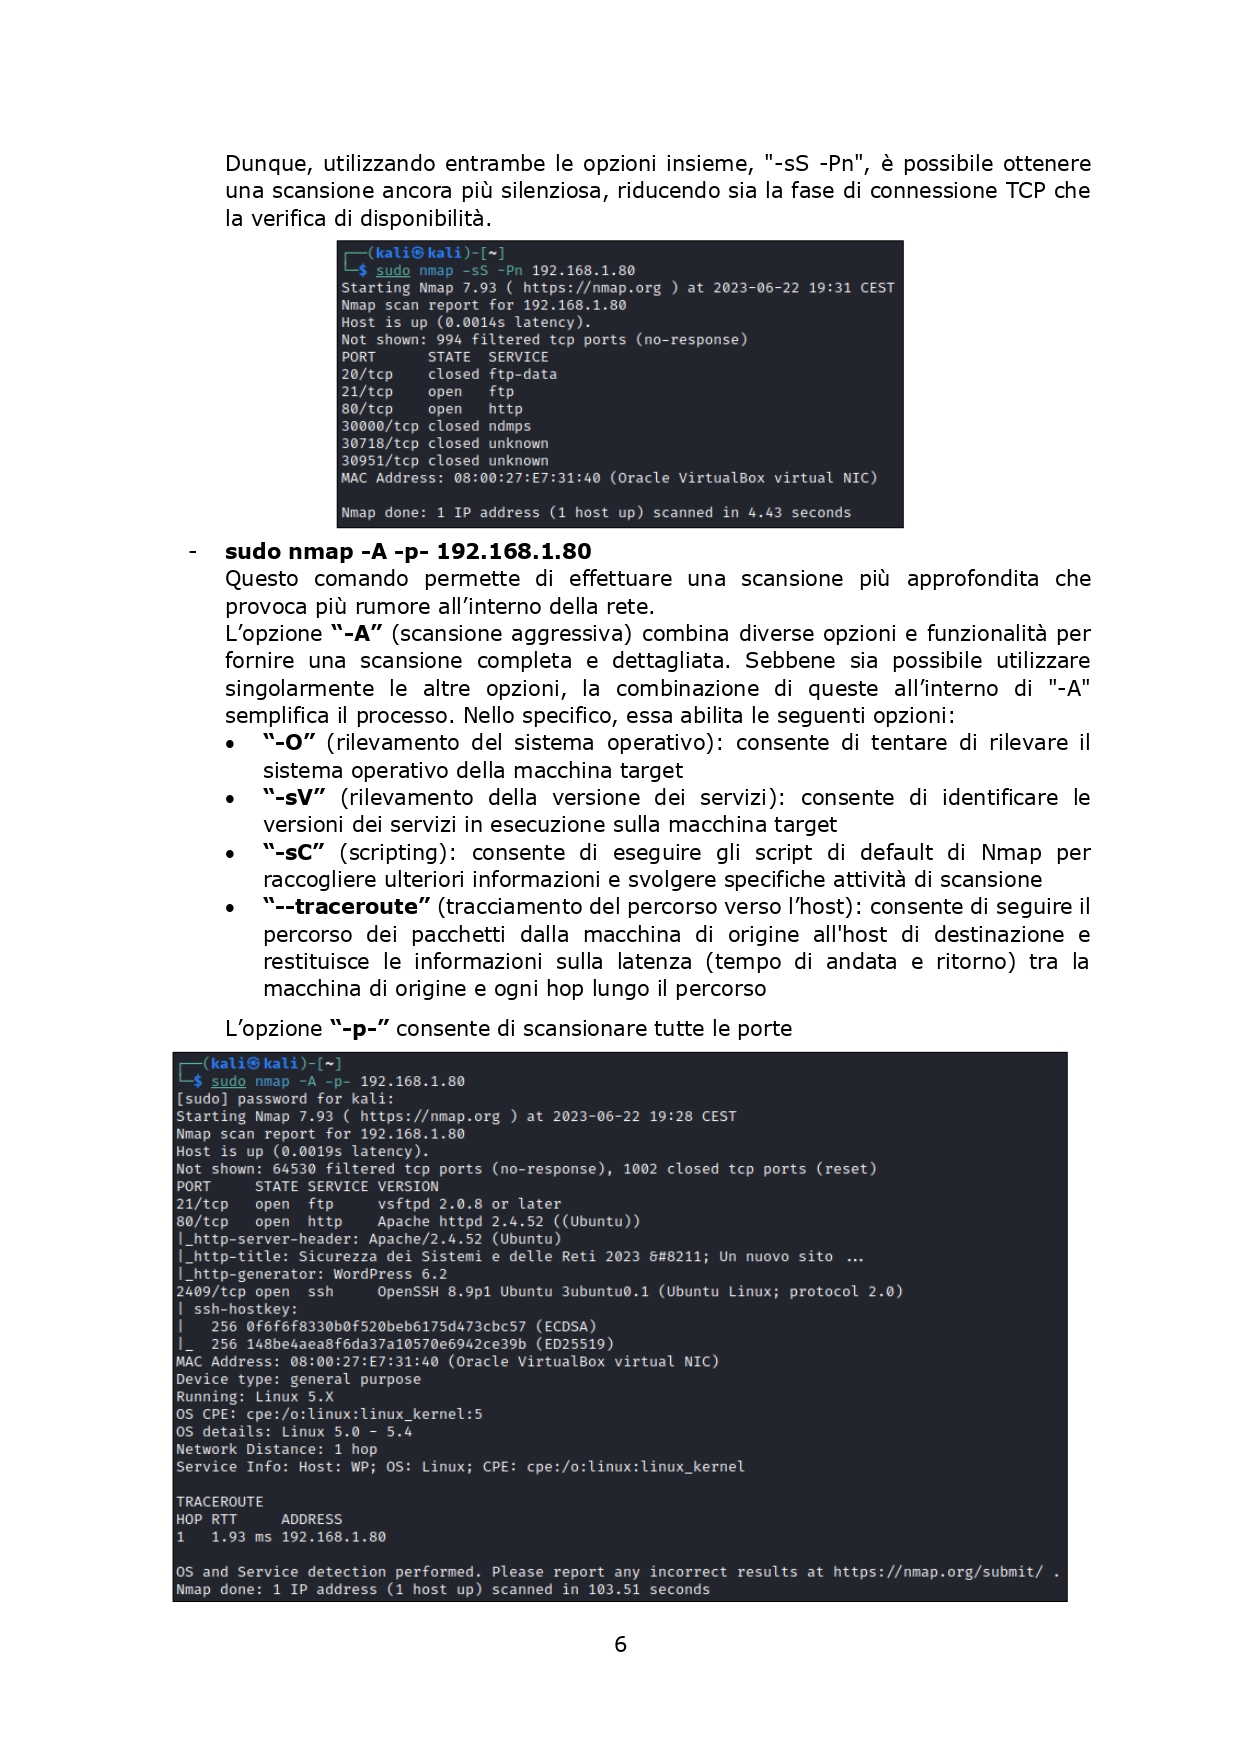 Dunque, utilizzando entrambe le opzioni insieme, "-sS -Pn", è possibile ottenere
una scansione ancora più silenziosa, riducendo sia la fase di connessione TCP che
la verifica di disponibilità.
┌──(kali㉿kali)-[~]
└─$ sudo nmap -sS -Pn 192.168.1.80
Starting Nmap 7.93 ( https://nmap.org ) at 2023-06-22 19:31 CEST
Nmap scan report for 192.168.1.80
Host is up (0.0014s latency).
Not shown: 994 filtered tcp ports (no-response)
PORT      STATE  SERVICE
20/tcp    closed ftp-data
21/tcp    open   ftp
80/tcp    open   http
30000/tcp closed ndmps
30718/tcp closed unknown
30951/tcp closed unknown
MAC Address: 08:00:27:E7:31:40 (Oracle VirtualBox virtual NIC)
Nmap done: 1 IP address (1 host up) scanned in 4.43 seconds
- sudo nmap -A -p- 192.168.1.80
Questo comando permette di effettuare una scansione più approfondita che
provoca più rumore all’interno della rete.
L’opzione “-A” (scansione aggressiva) combina diverse opzioni e funzionalità per
fornire una scansione completa e dettagliata. Sebbene sia possibile utilizzare
singolarmente le altre opzioni, la combinazione di queste all’interno di "-A"
semplifica il processo. Nello specifico, essa abilita le seguenti opzioni:
• “-O” (rilevamento del sistema operativo): consente di tentare di rilevare il
sistema operativo della macchina target
• “-sV” (rilevamento della versione dei servizi): consente di identificare le
versioni dei servizi in esecuzione sulla macchina target
• “-sC” (scripting): consente di eseguire gli script di default di Nmap per
raccogliere ulteriori informazioni e svolgere specifiche attività di scansione
• “--traceroute” (tracciamento del percorso verso l’host): consente di seguire il
percorso dei pacchetti dalla macchina di origine all'host di destinazione e
restituisce le informazioni sulla latenza (tempo di andata e ritorno) tra la
macchina di origine e ogni hop lungo il percorso
L’opzione “-p-” consente di scansionare tutte le porte
┌──(kali㉿kali)-[~]
└─$ sudo nmap -A -p- 192.168.1.80
[sudo] password for kali:
Starting Nmap 7.93 ( https://nmap.org ) at 2023-06-22 19:28 CEST
Nmap scan report for 192.168.1.80
Host is up (0.0019s latency).
Not shown: 64530 filtered tcp ports (no-response), 1002 closed tcp ports (reset)
PORT     STATE SERVICE VERSION
21/tcp   open  ftp     vsftpd 2.0.8 or later
80/tcp   open  http    Apache httpd 2.4.52 ((Ubuntu))
|_http-server-header: Apache/2.4.52 (Ubuntu)
|_http-title: Sicurezza dei Sistemi e delle Reti 2023 &#8211; Un nuovo sito ...
|_http-generator: WordPress 6.2
2409/tcp open  ssh     OpenSSH 8.9p1 Ubuntu 3ubuntu0.1 (Ubuntu Linux; protocol 2.0)
| ssh-hostkey:
|   256 0f6f6f8330b0f520beb6175d473cbc57 (ECDSA)
|_  256 148be4aea8f6da37a10570e6942ce39b (ED25519)
MAC Address: 08:00:27:E7:31:40 (Oracle VirtualBox virtual NIC)
Device type: general purpose
Running: Linux 5.X
OS CPE: cpe:/o:linux:linux_kernel:5
OS details: Linux 5.0 - 5.4
Network Distance: 1 hop
Service Info: Host: WP; OS: Linux; CPE: cpe:/o:linux:linux_kernel
TRACEROUTE
HOP RTT     ADDRESS
1   1.93 ms 192.168.1.80
OS and Service detection performed. Please report any incorrect results at https://nmap.org/submit/ .
Nmap done: 1 IP address (1 host up) scanned in 103.51 seconds
6